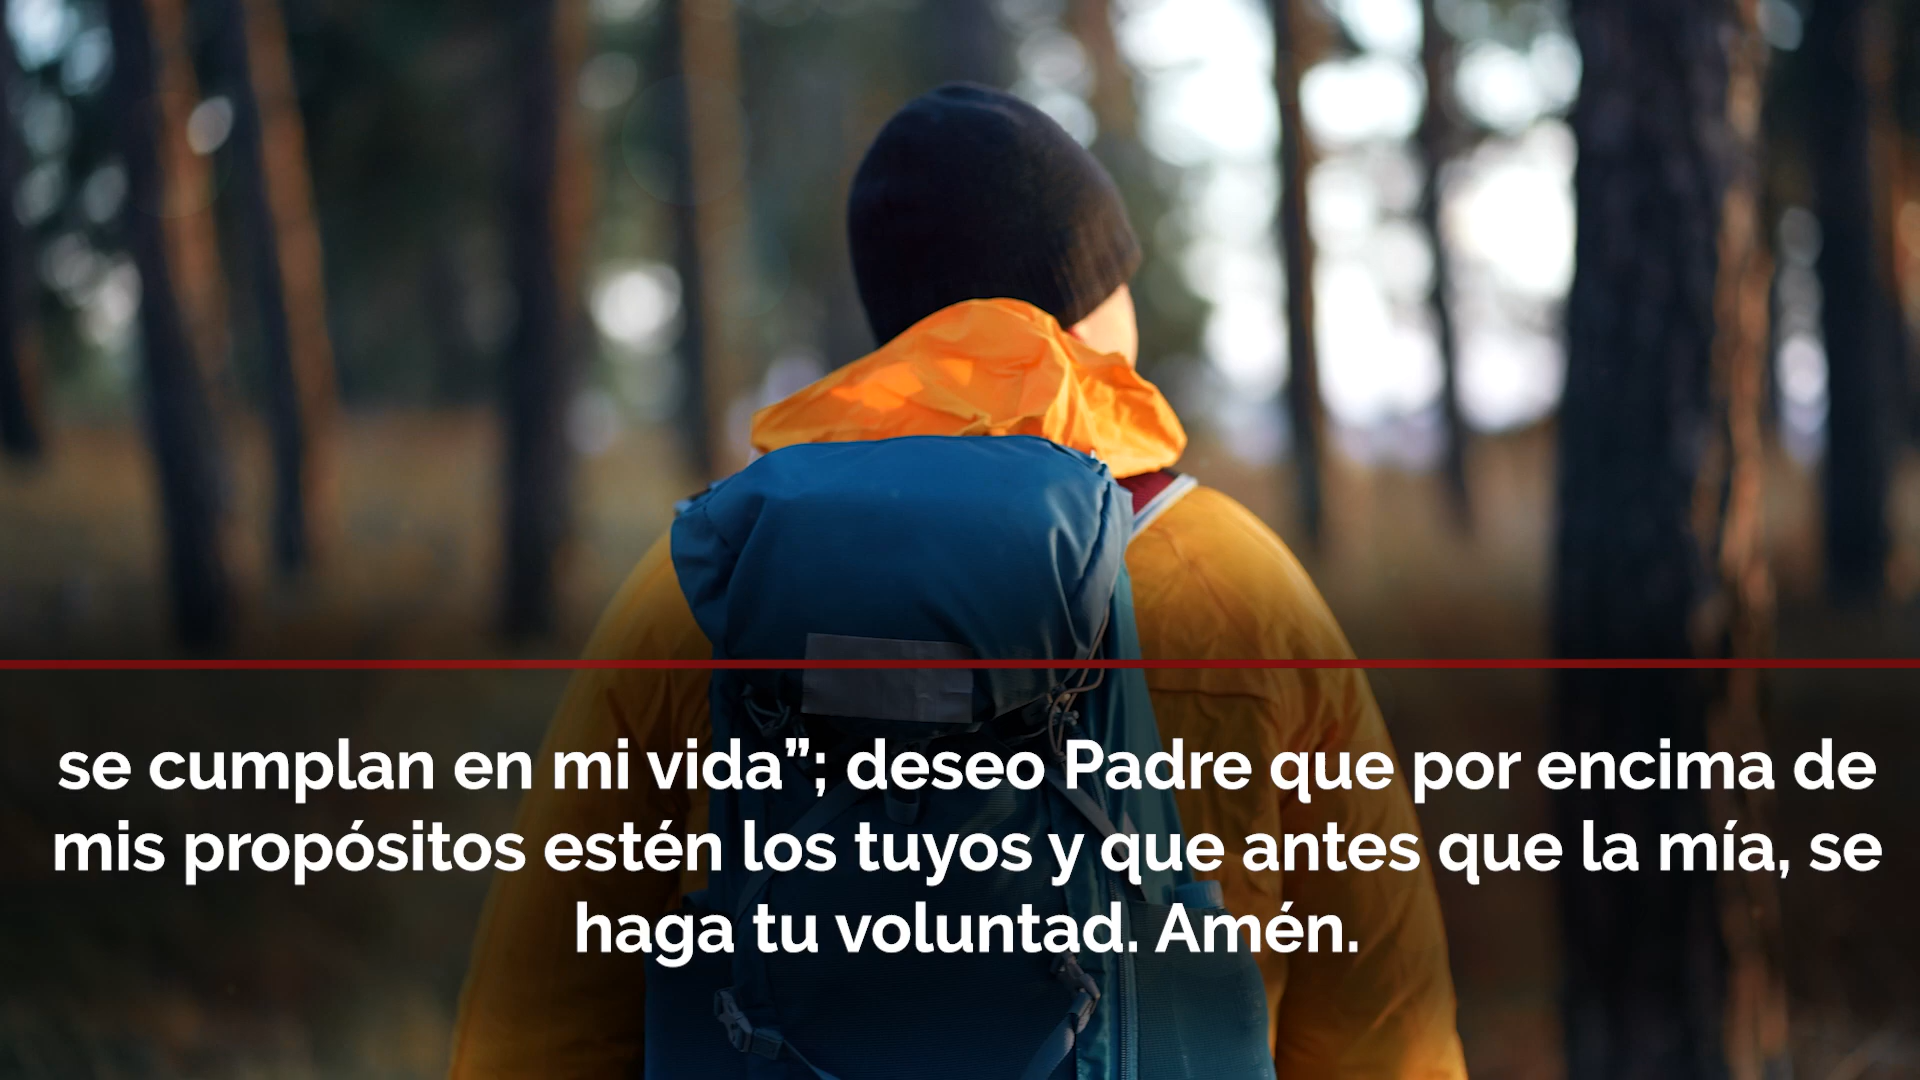 se cumplan en mi vida”; deseo Padre que por encima de
mis propósitos estén los tuyos y que antes que la mía, se
haga tu voluntad. Amén.